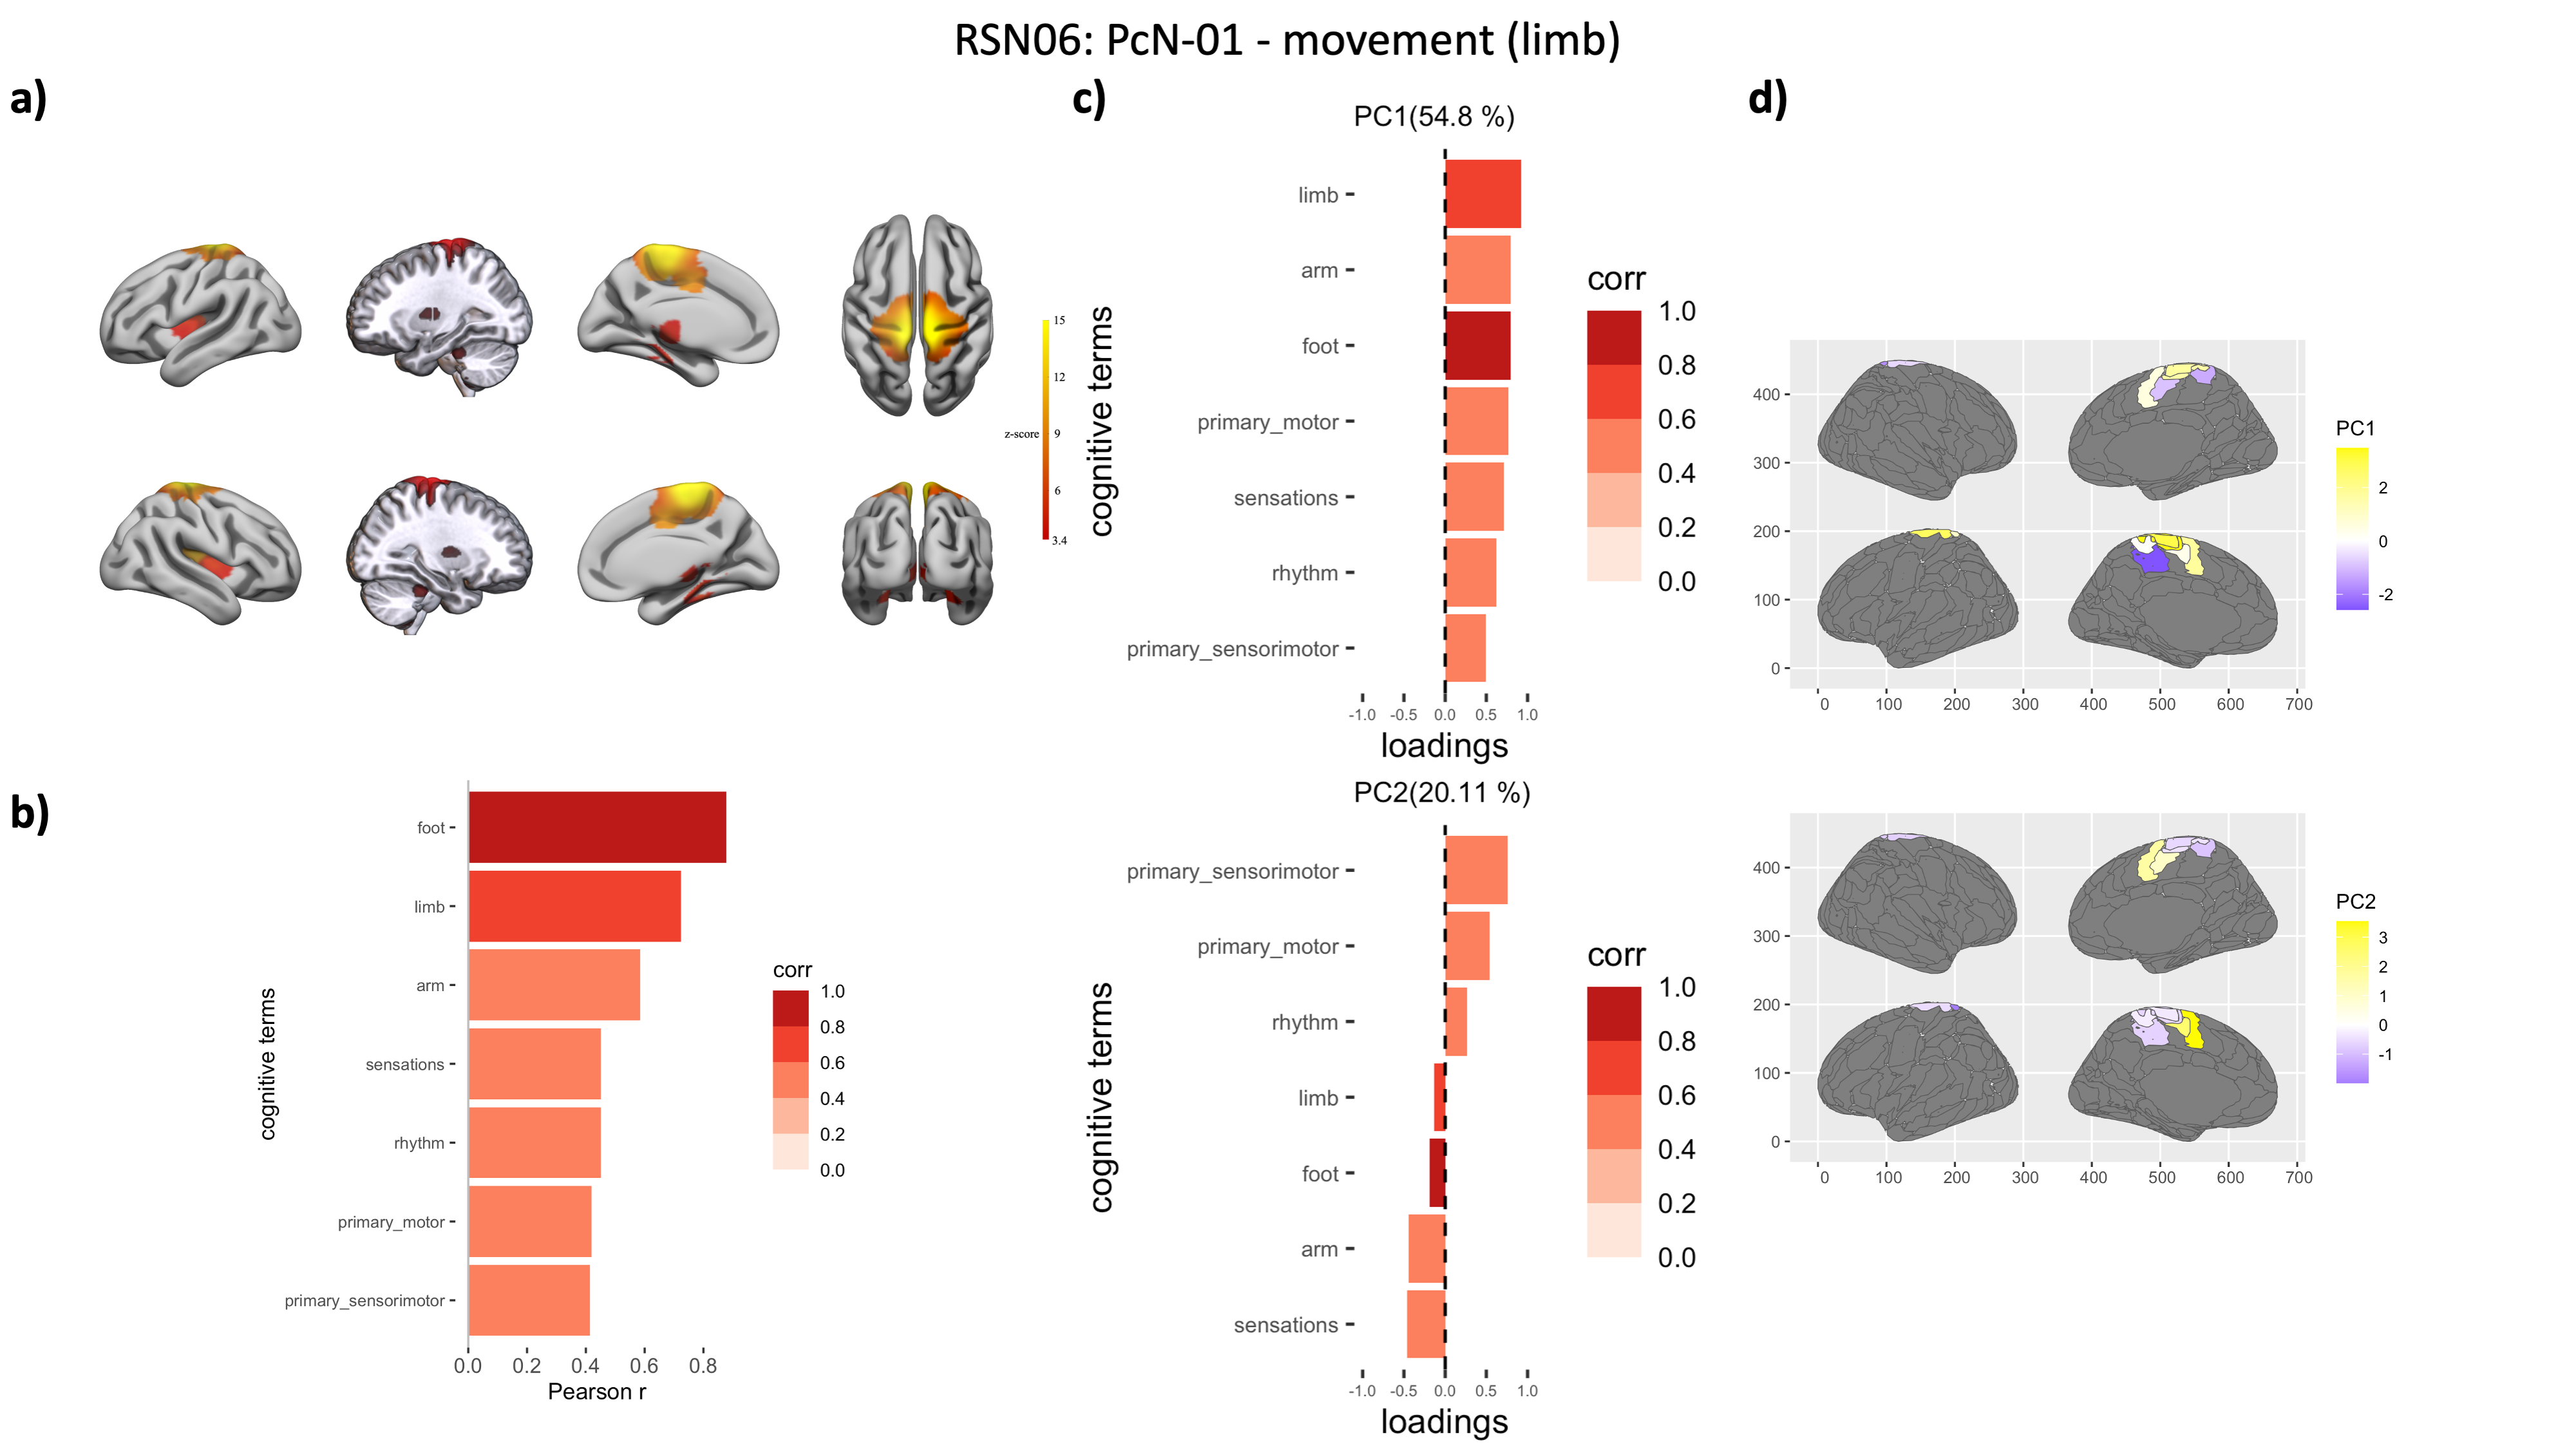 RSN06: PcN-01 - movement (limb)
a)
15
12
z-score
9
6
3.4
b)
cognitive terms
foot
limb
arm
sensations
rhythm
primary_motor
primary_sensorimotor
0.0 0.2 0.4 0.6 0.8
Pearson r
corr
1.0
0.8
0.6
0.4
0.2
0.0
c)
PC1(54.8 %)
cognitive terms
limb
arm
foot
primary_motor
sensations
rhythm
primary_sensorimotor
-1.0 -0.5 0.0 0.5 1.0
loadings
corr
1.0
0.8
0.6
0.4
0.2
0.0
PC2(20.11 %)
cognitive terms
primary_sensorimotor
primary_motor
rhythm
limb
foot
arm
sensations
-1.0 -0.5 0.0 0.5 1.0
loadings
corr
1.0
0.8
0.6
0.4
0.2
0.0
d)
400
300
200
100
0
0 100 200 300 400 500 600 700
PC1
2
0
-2
400
300
200
100
0
0 100 200 300 400 500 600 700
PC2
3
2
1
0
-1